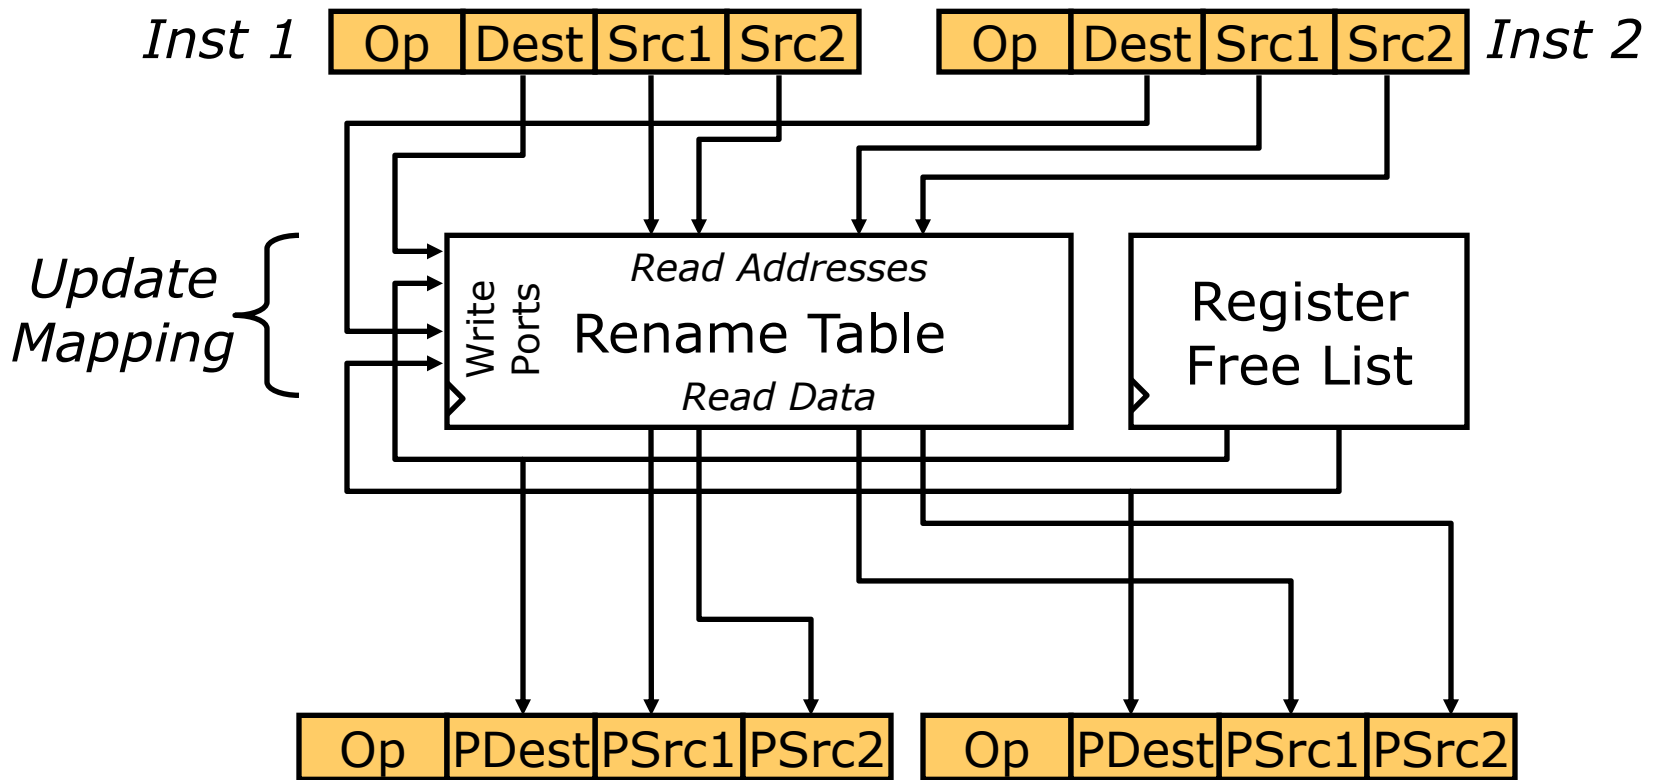 Inst 1 Op Dest Src1 Src2 Op Dest Src1 Src2 Inst 2
Update
Mapping
Write
Ports
Read Addresses
Rename Table
Read Data
Register
Free List
Op PDest PSrc1 PSrc2 Op PDest PSrc1 PSrc2